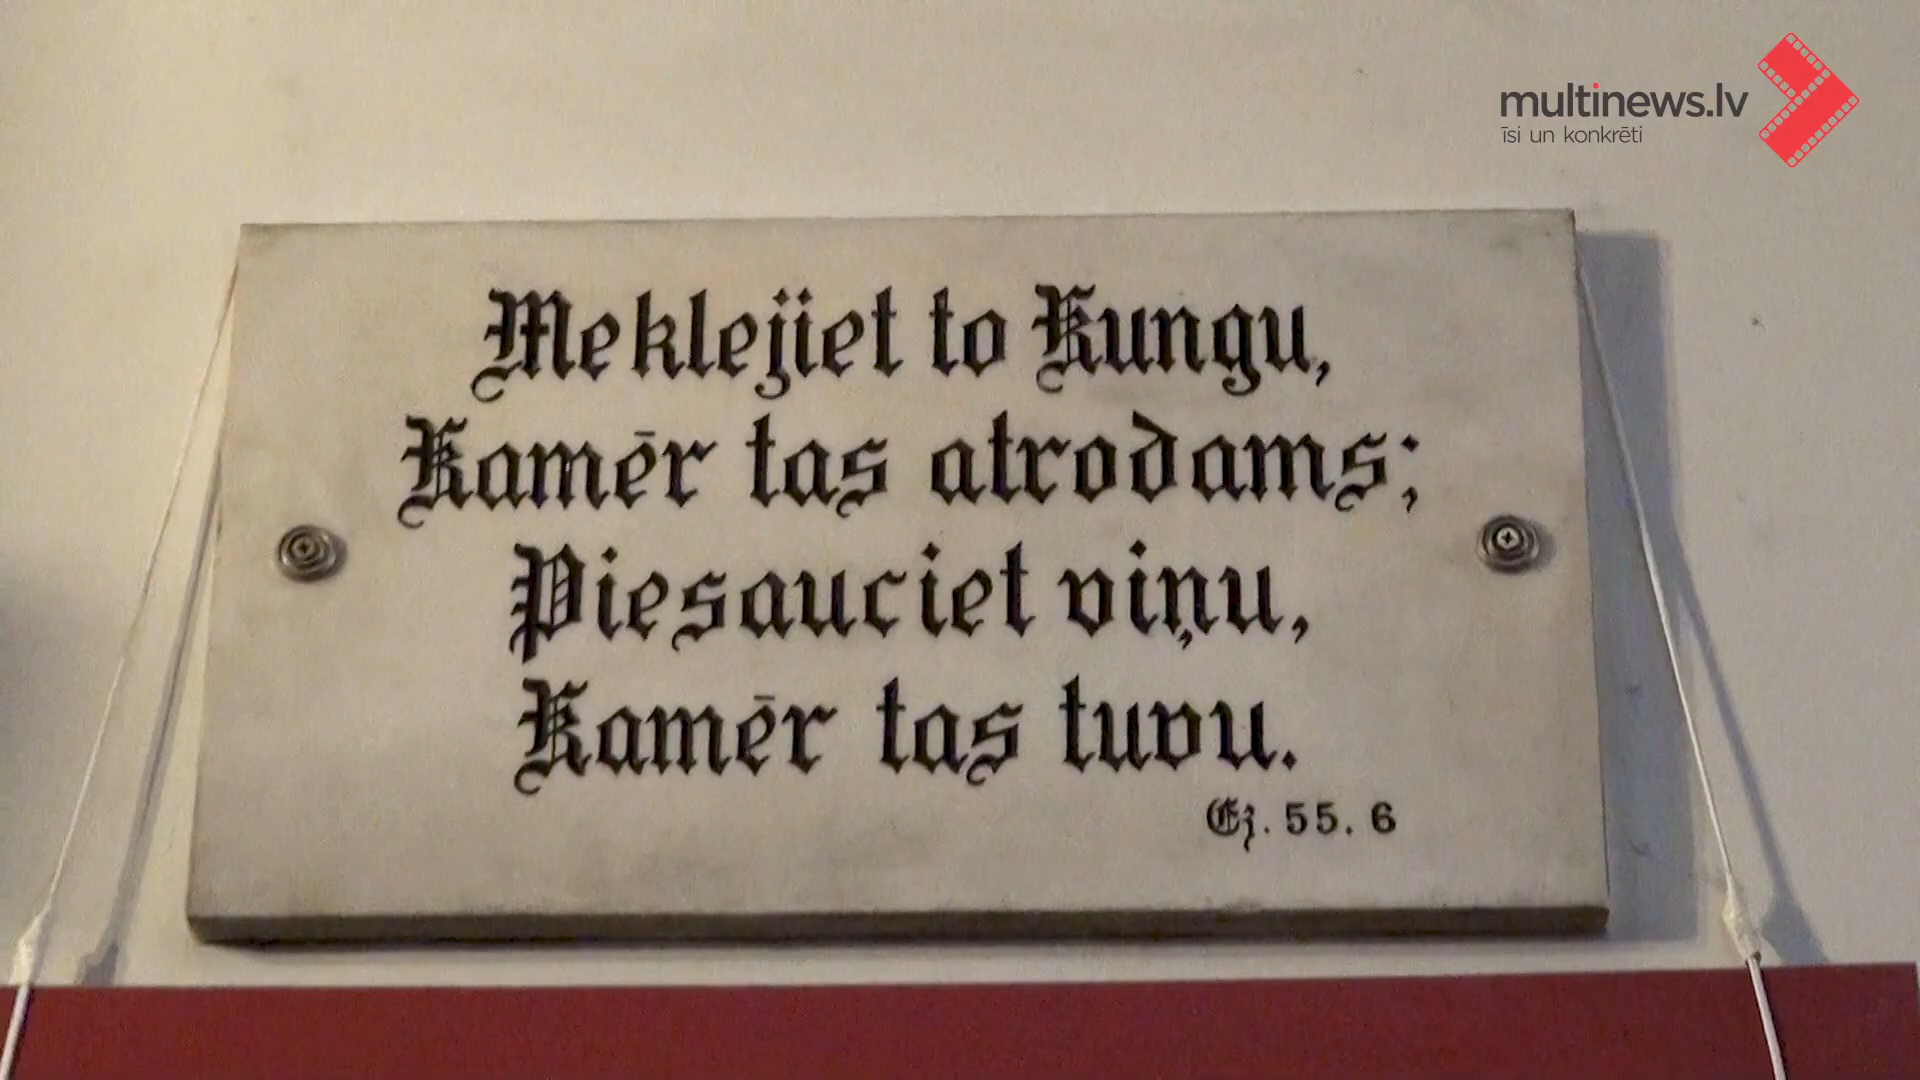 multinews.lv
īsi un konkrēti
Meklejiet to Kungu,
Kamēr tas atrodams;
Piesauciet viņu,
Kamēr tas tuvu.
Ez. 55. 6